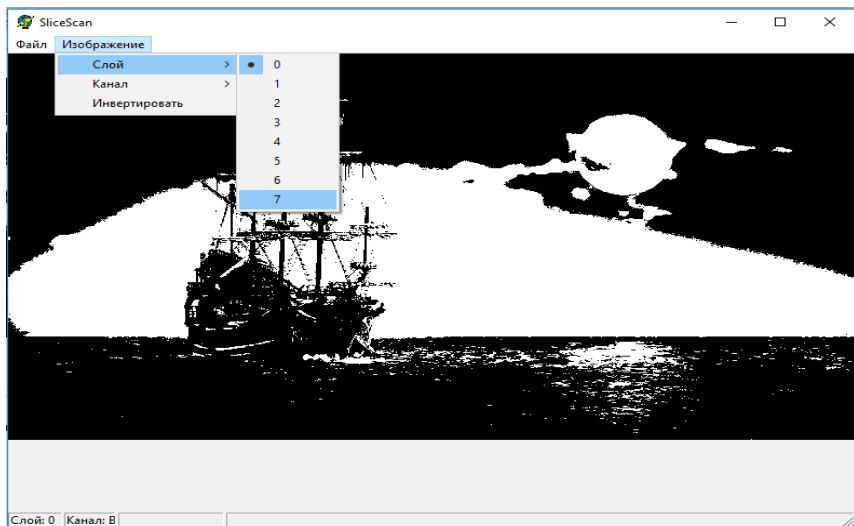 SliceScan
Файл Изображение
Слой
Канал
Инвертировать
0
1
2
3
4
5
6
7
Слой: 0 Канал: B